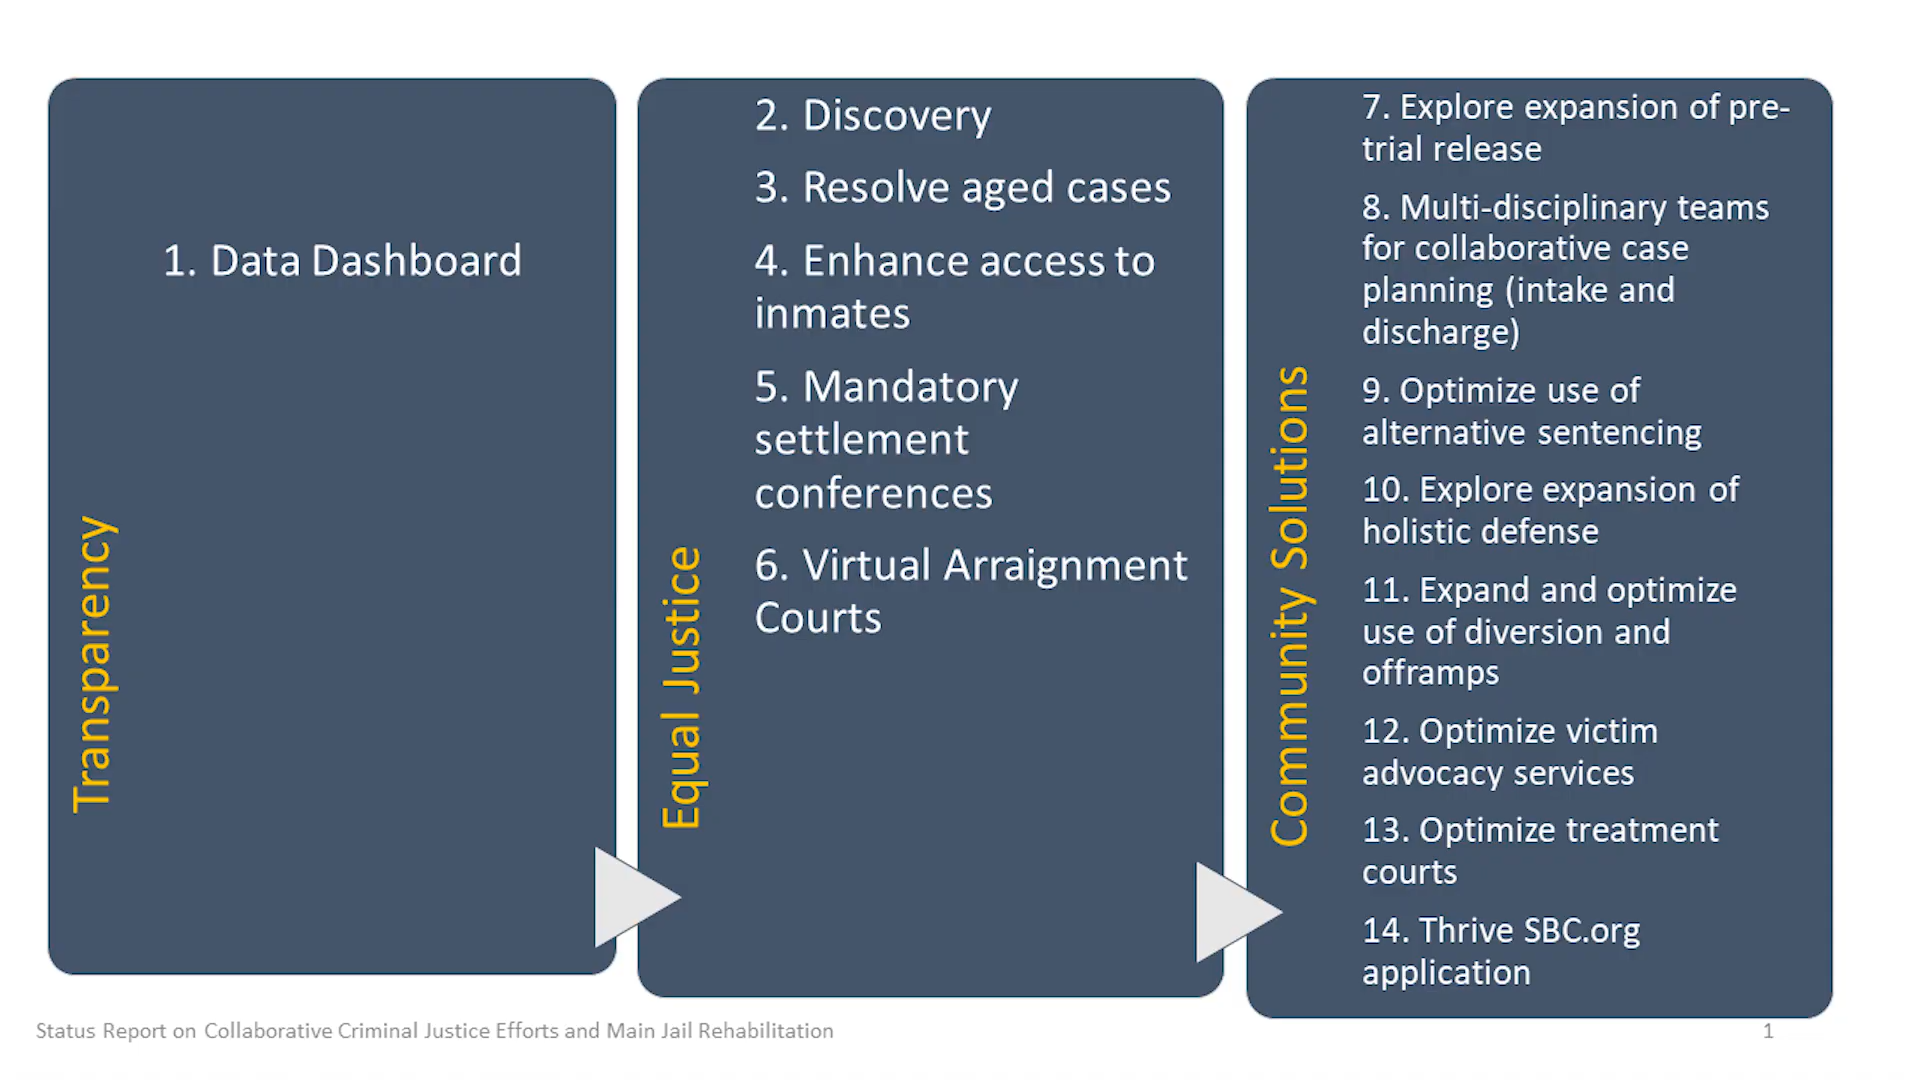 Transparency
1. Data Dashboard
Equal Justice
2. Discovery
3. Resolve aged cases
4. Enhance access to
inmates
5. Mandatory
settlement
conferences
6. Virtual Arraignment
Courts
Community Solutions
7. Explore expansion of pre-
trial release
8. Multi-disciplinary teams
for collaborative case
planning (intake and
discharge)
9. Optimize use of
alternative sentencing
10. Explore expansion of
holistic defense
11. Expand and optimize
use of diversion and
offramps
12. Optimize victim
advocacy services
13. Optimize treatment
courts
14. Thrive SBC.org
application
Status Report on Collaborative Criminal Justice Efforts and Main Jail Rehabilitation
1